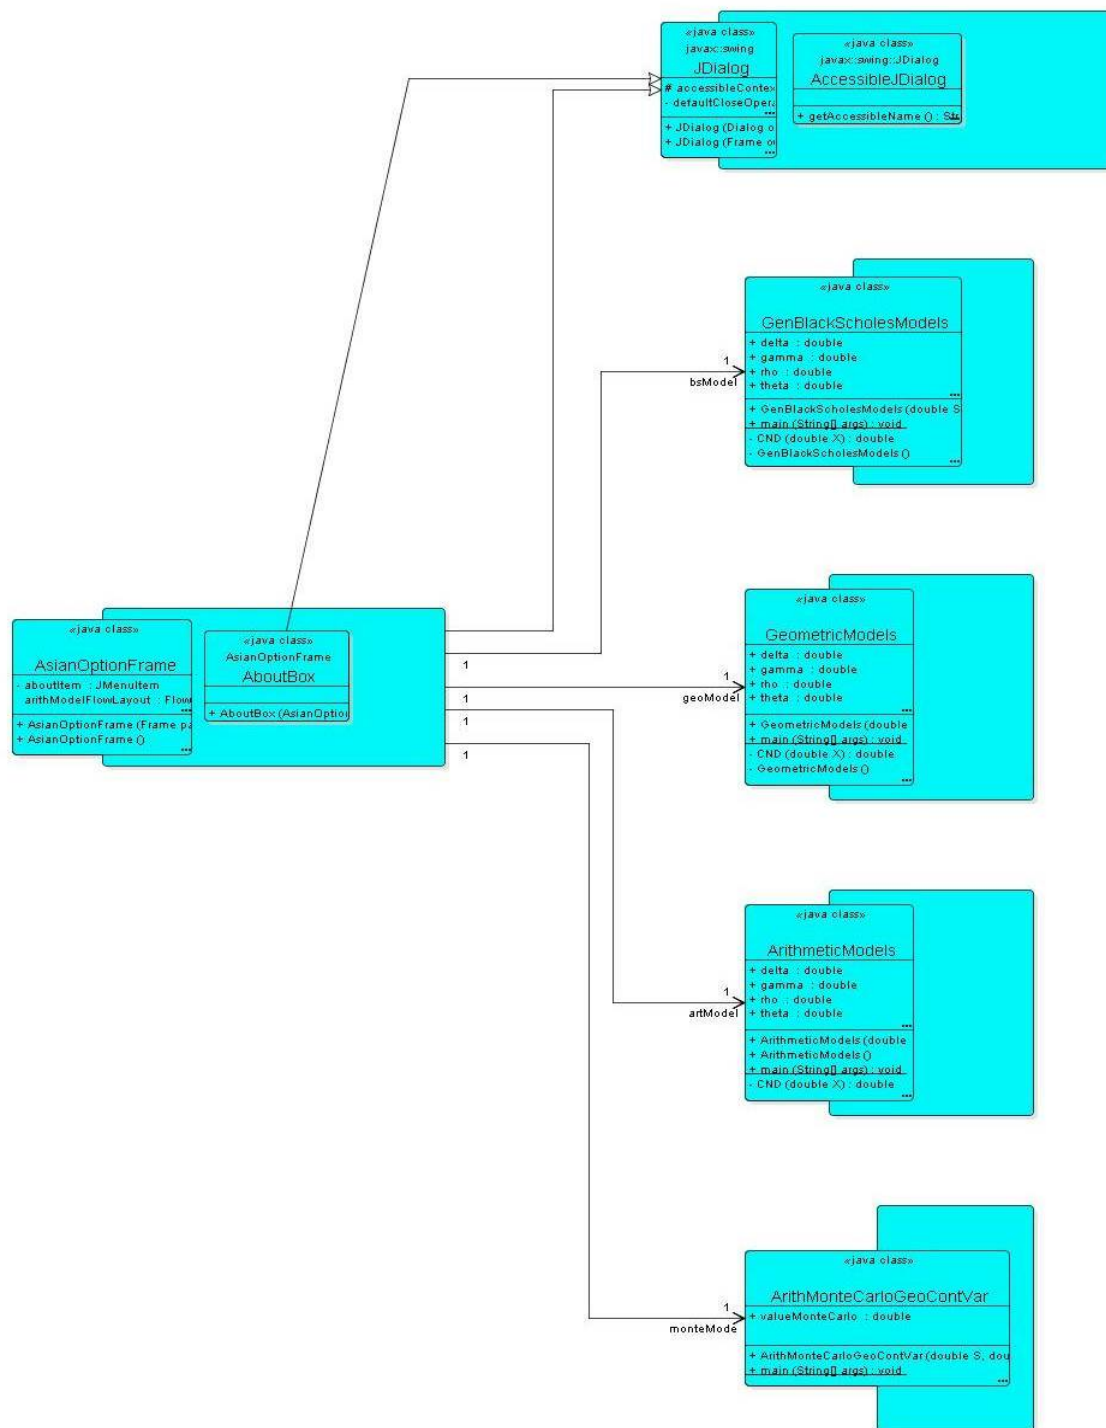 «java class»
javax::swing
JDialog
# accessibleContex
- defaultCloseOpera
...
+ JDialog (Dialog o
+ JDialog (Frame o
...
«java class»
javax::swing::JDialog
AccessibleJDialog
+ getAccessibleName () : Str
...
«java class»
GenBlackScholesModels
+ delta : double
+ gamma : double
+ rho : double
+ theta : double
...
+ GenBlackScholesModels (double S
+ main (String[] args) : void
- CND (double X) : double
- GenBlackScholesModels ()
...
1
bsModel
«java class»
AsianOptionFrame
- aboutItem : JMenuItem
arithModelFlowLayout : Flow
...
+ AsianOptionFrame (Frame pa
+ AsianOptionFrame ()
...
«java class»
AsianOptionFrame
AboutBox
+ AboutBox (AsianOption
1
1
1
1
«java class»
GeometricModels
+ delta : double
+ gamma : double
+ rho : double
+ theta : double
...
+ GeometricModels (double
+ main (String[] args) : void
- CND (double X) : double
- GeometricModels ()
...
1
geoModel
«java class»
ArithmeticModels
+ delta : double
+ gamma : double
+ rho : double
+ theta : double
...
+ ArithmeticModels (double
+ ArithmeticModels ()
+ main (String[] args) : void
- CND (double X) : double
...
1
artModel
«java class»
ArithMonteCarloGeoContVar
+ valueMonteCarlo : double
+ ArithMonteCarloGeoContVar (double S, dou
+ main (String[] args) : void
...
1
monteMode